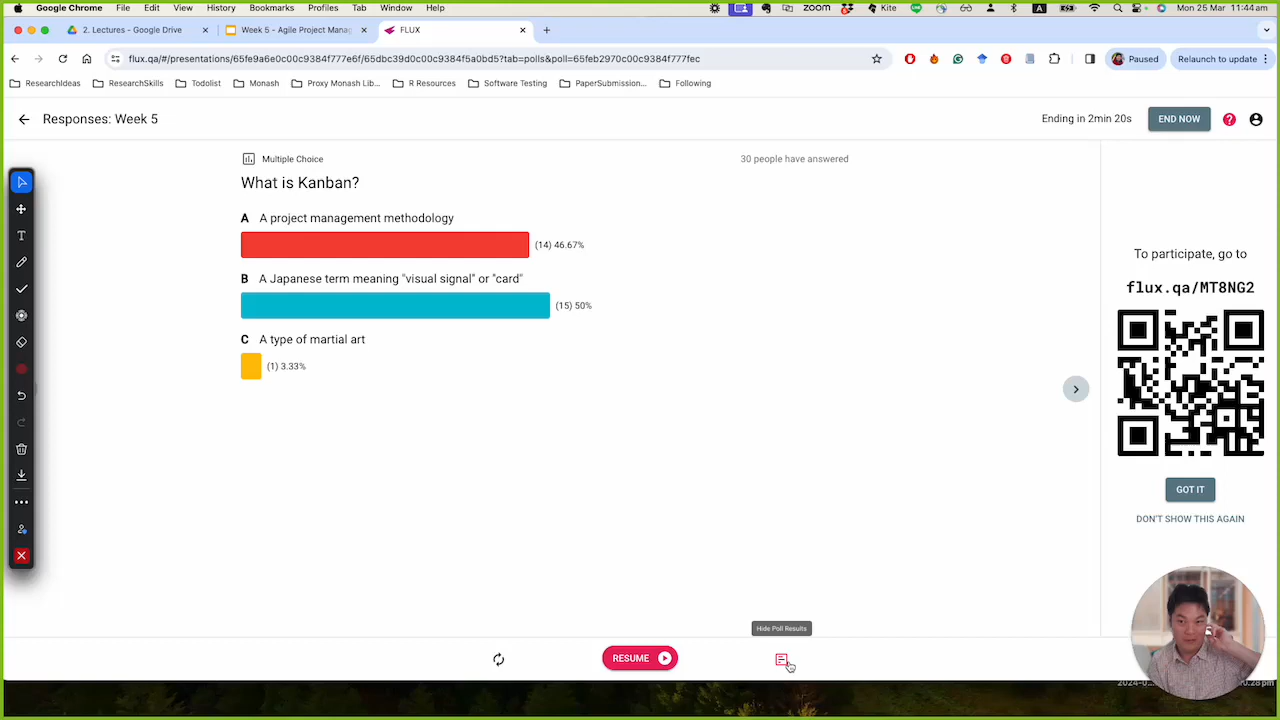 Google Chrome File Edit View History Bookmarks Profiles Tab Window Help zoom Kite A Mon 25 Mar 11:44 am
2. Lectures - Google Drive Week 5 - Agile Project Manag FLUX
flux.qa/#/presentations/65fe9a6e0c00c9384f777e6f/65dbc39d0c00c9384f5a0bd5?tab=polls&poll=65feb2970c00c9384f777fec Paused Relaunch to update
ResearchIdeas ResearchSkills Todolist Monash Proxy Monash Lib... R Resources Software Testing PaperSubmission... Following
Responses: Week 5 Ending in 2min 20s END NOW
Multiple Choice 30 people have answered
What is Kanban?
A A project management methodology
(14) 46.67%
B A Japanese term meaning "visual signal" or "card"
(15) 50%
C A type of martial art
(1) 3.33%
To participate, go to
flux.qa/MT8NG2
GOT IT
DON'T SHOW THIS AGAIN
Hide Poll Results
RESUME